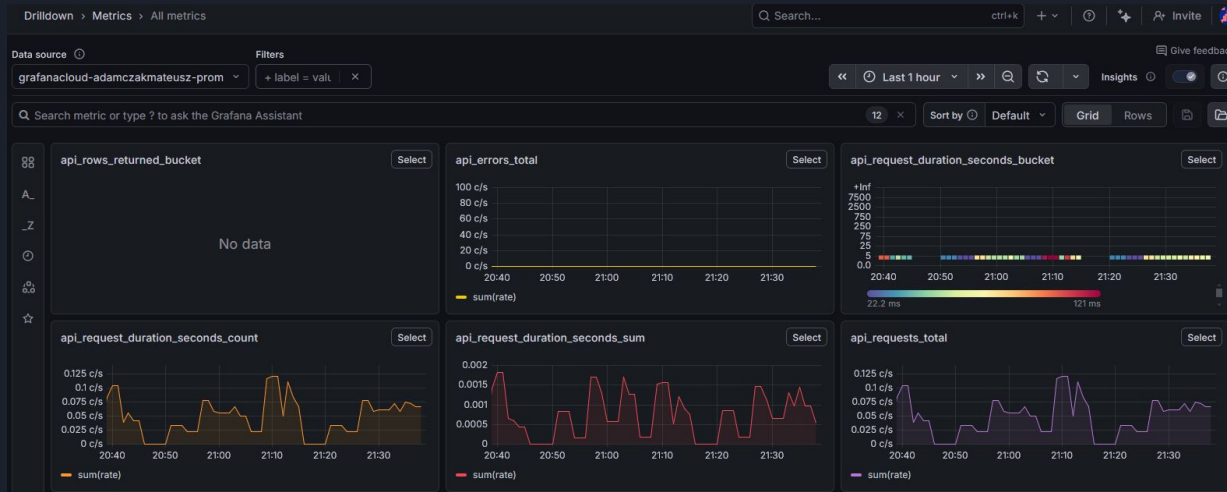 Drilldown › Metrics › All metrics
Search...
ctrl+k
Invite
Data source
Filters
Give feedbac
grafanacloud-adamczakmateusz-prom
+ label = valu
Last 1 hour
Insights
Search metric or type ? to ask the Grafana Assistant
12
Sort by
Default
Grid
Rows
api_rows_returned_bucket
Select
No data
api_errors_total
Select
100 c/s
80 c/s
60 c/s
40 c/s
20 c/s
0 c/s
20:40 20:50 21:00 21:10 21:20 21:30
sum(rate)
api_request_duration_seconds_bucket
Select
+Inf
7500
2500
750
250
75
25
5
0.0
20:40 20:50 21:00 21:10 21:20 21:30
22.2 ms 121 ms
api_request_duration_seconds_count
Select
0.125 c/s
0.1 c/s
0.075 c/s
0.05 c/s
0.025 c/s
0 c/s
20:40 20:50 21:00 21:10 21:20 21:30
sum(rate)
api_request_duration_seconds_sum
Select
0.002
0.0015
0.001
0.0005
0
20:40 20:50 21:00 21:10 21:20 21:30
sum(rate)
api_requests_total
Select
0.125 c/s
0.1 c/s
0.075 c/s
0.05 c/s
0.025 c/s
0 c/s
20:40 20:50 21:00 21:10 21:20 21:30
sum(rate)
A_
_Z